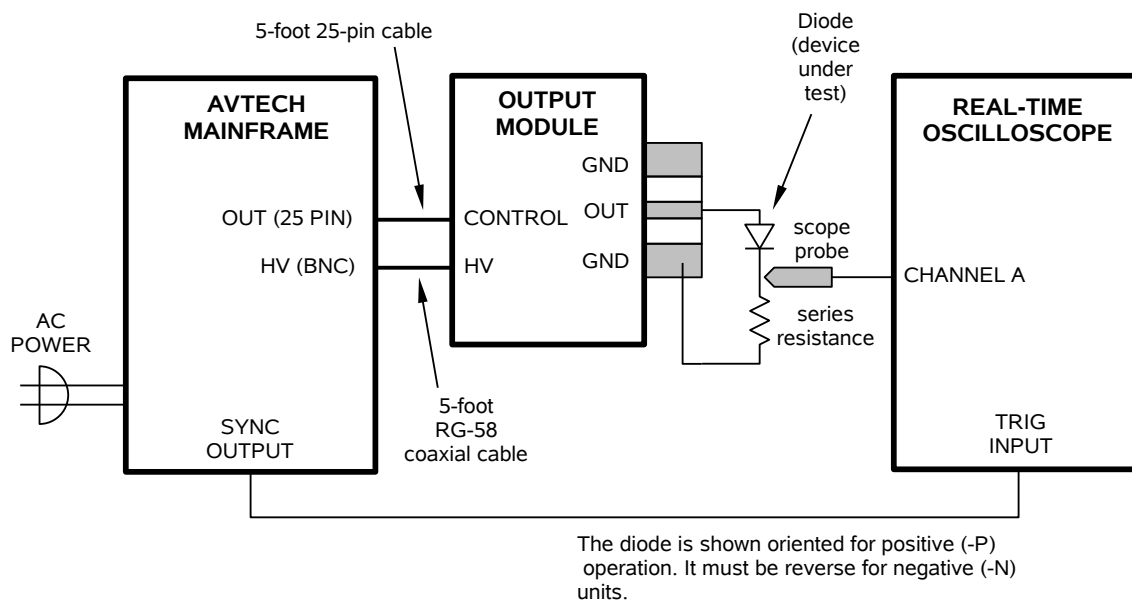 5-foot 25-pin cable
Diode
(device
under
test)
AVTECH
MAINFRAME
OUTPUT
MODULE
REAL-TIME
OSCILLOSCOPE
GND
OUT (25 PIN)
CONTROL
OUT
scope
probe
HV (BNC)
HV
GND
CHANNEL A
AC
POWER
series
resistance
5-foot
RG-58
coaxial cable
SYNC
OUTPUT
TRIG
INPUT
The diode is shown oriented for positive (-P)
operation. It must be reverse for negative (-N)
units.